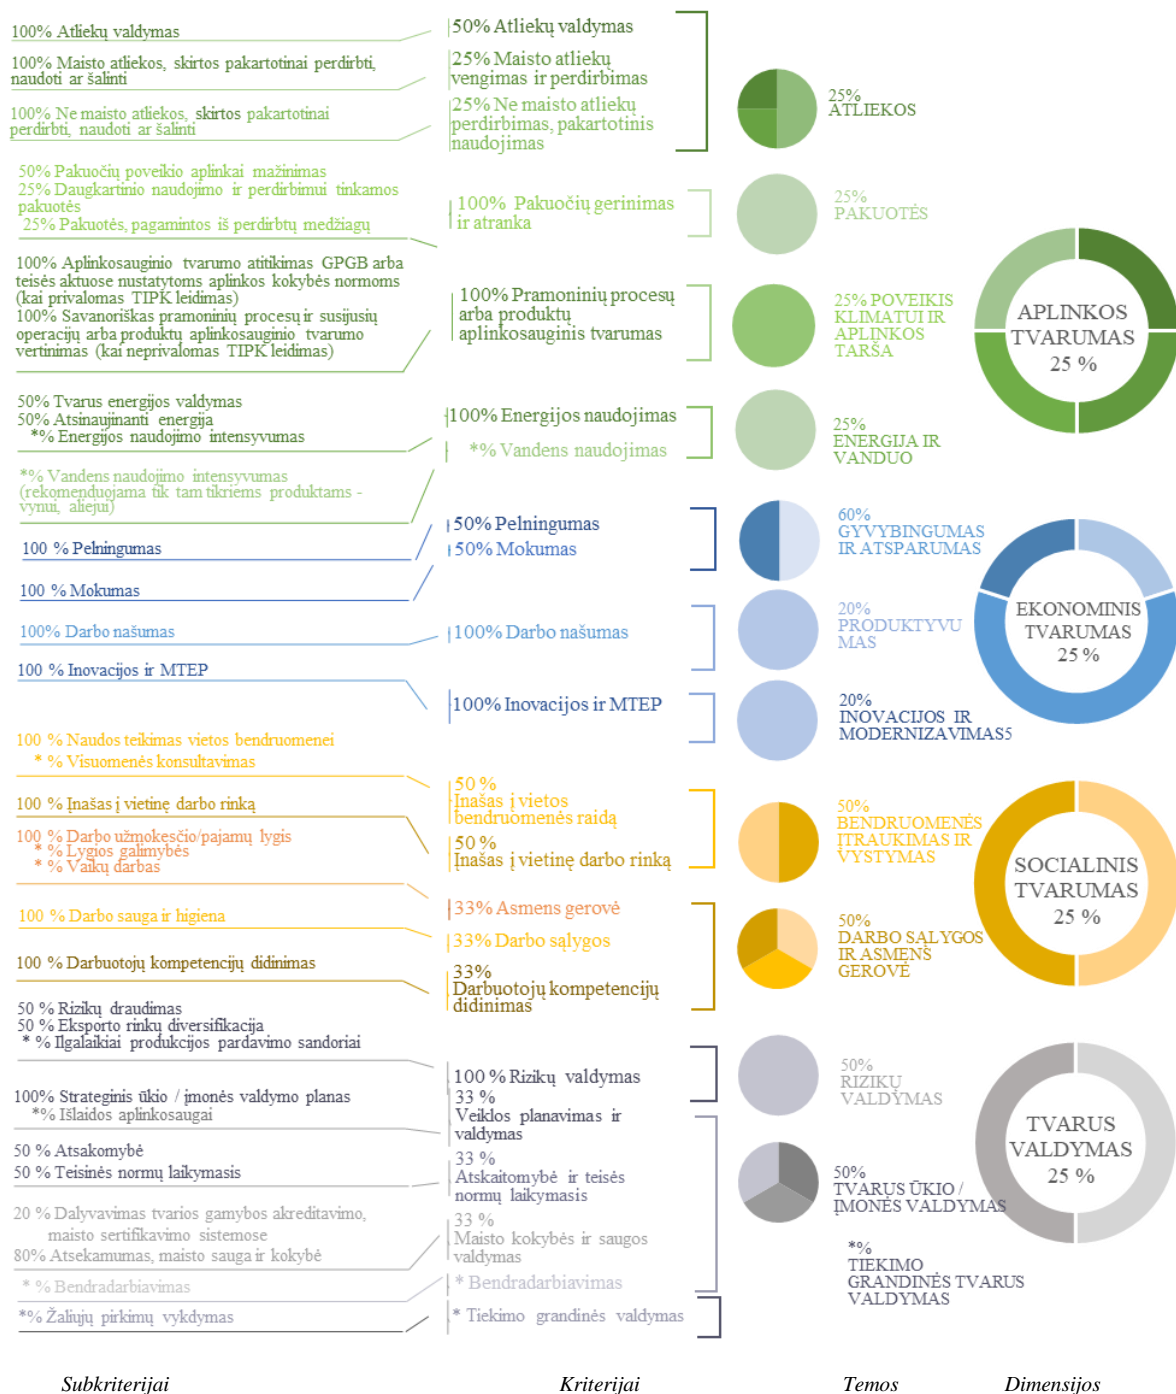 100% Atliekų valdymas
100% Maisto atliekos, skirtos pakartotinai perdirbti,
naudoti ar šalinti
100% Ne maisto atliekos, skirtos pakartotinai
perdirbti, naudoti ar šalinti
50% Pakuočių poveikio aplinkai mažinimas
25% Daugkartinio naudojimo ir perdirbimui tinkamos
pakuotės
25% Pakuotės, pagamintos iš perdirbtų medžiagų
100% Aplinkosauginio tvarumo atitikimas GPGB arba
teisės aktuose nustatytoms aplinkos kokybės normoms
(kai privalomas TIPK leidimas)
100% Savanoriškas pramoninių procesų ir susijusių
operacijų arba produktų aplinkosauginio tvarumo
vertinimas (kai neprivalomas TIPK leidimas)
50% Tvarus energijos valdymas
50% Atsinaujinanti energija
*% Energijos naudojimo intensyvumas
*% Vandens naudojimo intensyvumas
(rekomenduojama tik tam tikriems produktams -
vynui, aliejui)
100 % Pelningumas
100 % Mokumas
100% Darbo našumas
100 % Inovacijos ir MTEP
100 % Naudos teikimas vietos bendruomenei
* % Visuomenės konsultavimas
100 % Įnašas į vietinę darbo rinką
100 % Darbo užmokesčio/pajamų lygis
* % Lygios galimybės
* % Vaikų darbas
100 % Darbo sauga ir higiena
100 % Darbuotojų kompetencijų didinimas
50 % Rizikų draudimas
50 % Eksporto rinkų diversifikacija
* % Ilgalaikiai produkcijos pardavimo sandoriai
100% Strateginis ūkio / įmonės valdymo planas
*% Išlaidos aplinkosaugai
50 % Atsakomybė
50 % Teisinės normų laikymasis
20 % Dalyvavimas tvarios gamybos akreditavimo,
maisto sertifikavimo sistemose
80% Atsekamumas, maisto sauga ir kokybė
* % Bendradarbiavimas
*% Žaliųjų pirkimų vykdymas
Subkriterijai
50% Atliekų valdymas
25% Maisto atliekų
vengimas ir perdirbimas
25% Ne maisto atliekų
perdirbimas, pakartotinis
naudojimas
100% Pakuočių gerinimas
ir atranka
100% Pramoninių procesų
arba produktų
aplinkosauginis tvarumas
100% Energijos naudojimas
*% Vandens naudojimas
50% Pelningumas
50% Mokumas
100% Darbo našumas
100% Inovacijos ir MTEP
50 %
Įnašas į vietos
bendruomenės raidą
50 %
Įnašas į vietinę darbo rinką
33% Asmens gerovė
33% Darbo sąlygos
33%
Darbuotojų kompetencijų
didinimas
100 % Rizikų valdymas
33 %
Veiklos planavimas ir
valdymas
33 %
Atskaitomybė ir teisės
normų laikymasis
33 %
Maisto kokybės ir saugos
valdymas
* Bendradarbiavimas
* Tiekimo grandinės valdymas
Kriterijai
25%
ATLIEKOS
25%
PAKUOTĖS
25% POVEIKIS
KLIMATUI IR
APLINKOS
TARŠA
25%
ENERGIJA IR
VANDUO
60%
GYVYBINGUMAS
IR ATSPARUMAS
20%
PRODUKTYVU
MAS
20%
INOVACIJOS IR
MODERNIZAVIMAS5
50%
BENDRUOMENĖS
ĮTRAUKIMAS IR
VYSTYMAS
50%
DARBO SĄLYGOS
IR ASMENS
GEROVĖ
50%
RIZIKŲ
VALDYMAS
50%
TVARUS ŪKIO /
ĮMONĖS VALDYMAS
*%
TIEKIMO
GRANDINĖS TVARUS
VALDYMAS
Temos
APLINKOS
TVARUMAS
25 %
EKONOMINIS
TVARUMAS
25 %
SOCIALINIS
TVARUMAS
25 %
TVARUS
VALDYMAS
25 %
Dimensijos